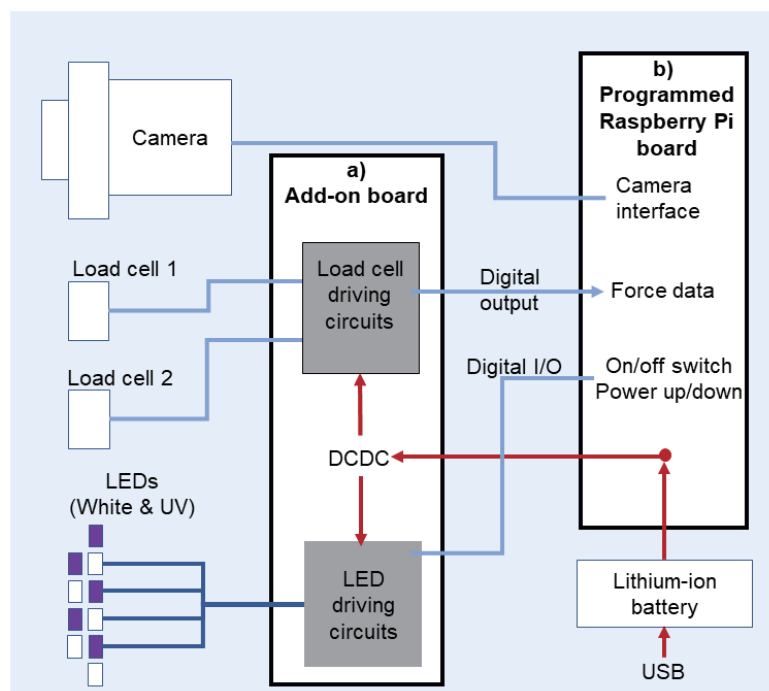 Camera
a)
Add-on board
b)
Programmed
Raspberry Pi
board
Camera
interface
Load cell 1
Load cell
driving
circuits
Digital
output
Force data
Load cell 2
Digital I/O
On/off switch
Power up/down
DCDC
LEDs
(White & UV)
LED
driving
circuits
Lithium-ion
battery
USB